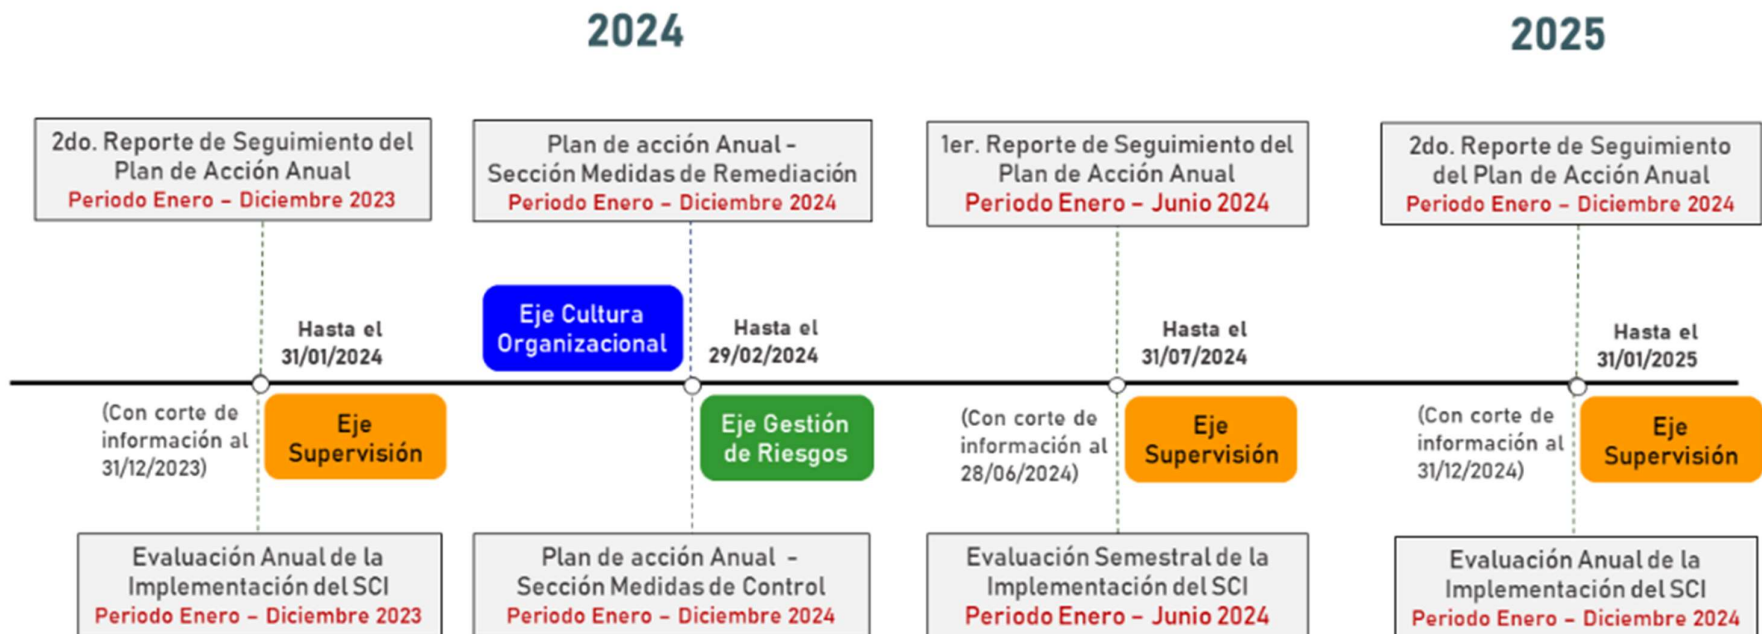 2024
2025
2do. Reporte de Seguimiento del
Plan de Acción Anual
Periodo Enero – Diciembre 2023
Plan de acción Anual -
Sección Medidas de Remediación
Periodo Enero – Diciembre 2024
1er. Reporte de Seguimiento del
Plan de Acción Anual
Periodo Enero – Junio 2024
2do. Reporte de Seguimiento
del Plan de Acción Anual
Periodo Enero – Diciembre 2024
Hasta el
31/01/2024
Eje Cultura
Organizacional
Hasta el
29/02/2024
Hasta el
31/07/2024
Hasta el
31/01/2025
(Con corte de
información al
31/12/2023)
Eje
Supervisión
Eje Gestión
de Riesgos
(Con corte de
información al
28/06/2024)
Eje
Supervisión
(Con corte de
información al
31/12/2024)
Eje
Supervisión
Evaluación Anual de la
Implementación del SCI
Periodo Enero – Diciembre 2023
Plan de acción Anual -
Sección Medidas de Control
Periodo Enero – Diciembre 2024
Evaluación Semestral de la
Implementación del SCI
Periodo Enero – Junio 2024
Evaluación Anual de la
Implementación del SCI
Periodo Enero – Diciembre 2024